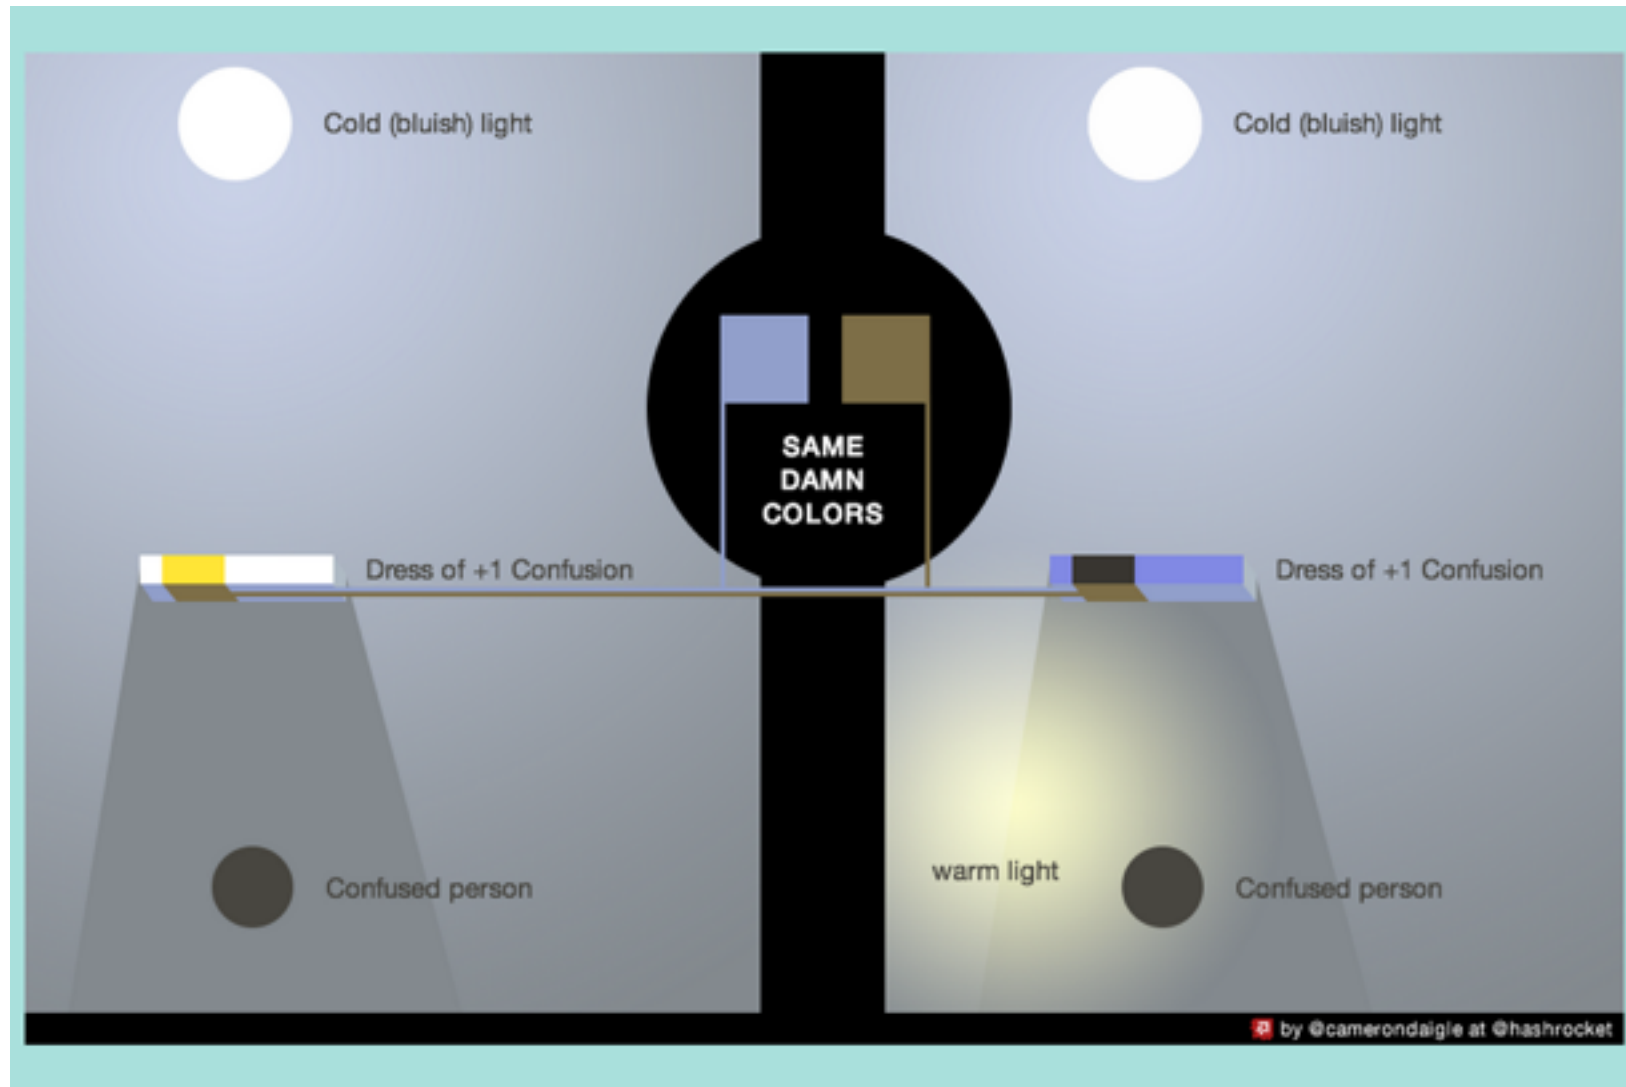 Cold (bluish) light
Cold (bluish) light
SAME
DAMN
COLORS
Dress of +1 Confusion
Dress of +1 Confusion
warm light
Confused person
Confused person
by @camerondaigle at @hashrocket